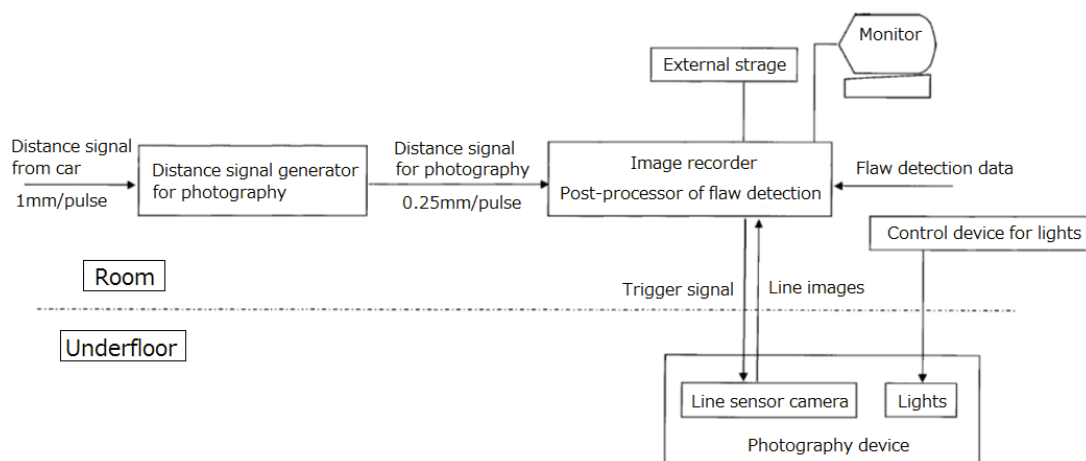 Monitor
External strage
Distance signal
from car
1mm/pulse
Distance signal generator
for photography
Distance signal
for photography
0.25mm/pulse
Image recorder
Post-processor of flaw detection
Flaw detection data
Control device for lights
Room
Trigger signal
Line images
Underfloor
Line sensor camera
Lights
Photography device